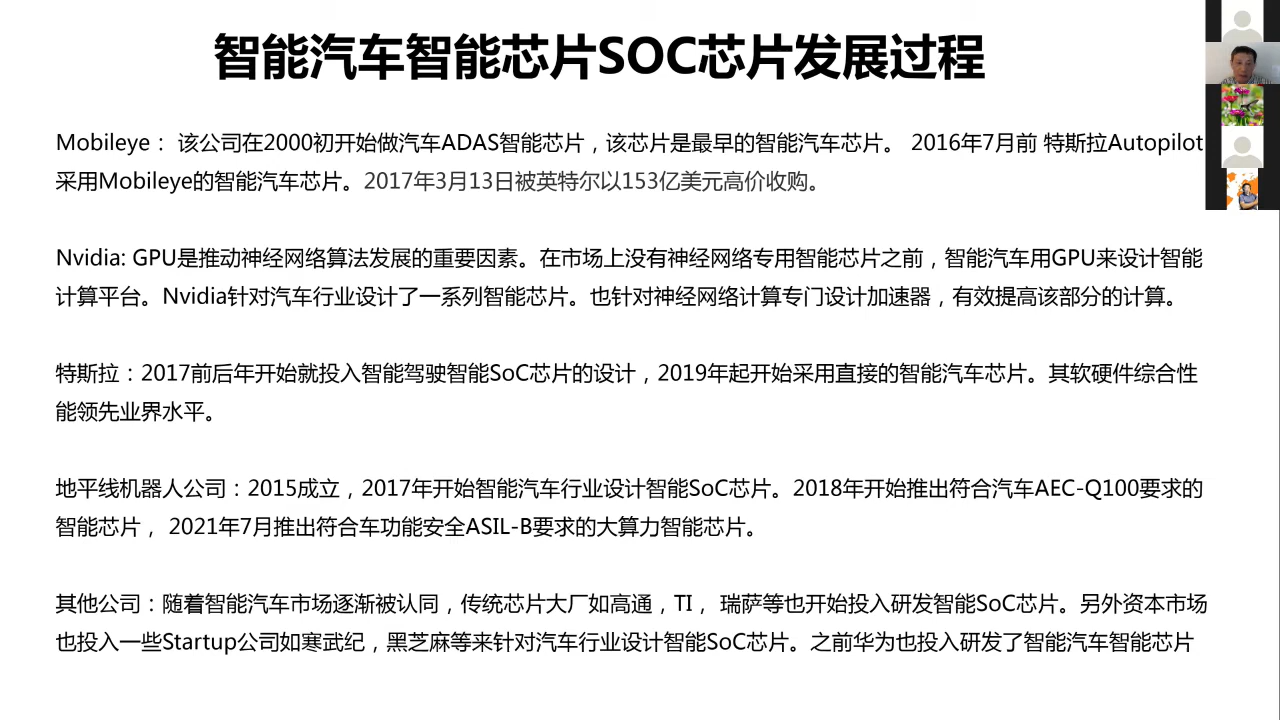 智能汽车智能芯片SOC芯片发展过程
Mobileye： 该公司在2000初开始做汽车ADAS智能芯片，该芯片是最早的智能汽车芯片。 2016年7月前 特斯拉Autopilot
采用Mobileye的智能汽车芯片。2017年3月13日被英特尔以153亿美元高价收购。
Nvidia: GPU是推动神经网络算法发展的重要因素。在市场上没有神经网络专用智能芯片之前，智能汽车用GPU来设计智能
计算平台。Nvidia针对汽车行业设计了一系列智能芯片。也针对神经网络计算专门设计加速器，有效提高该部分的计算。
特斯拉：2017前后年开始就投入智能驾驶智能SoC芯片的设计，2019年起开始采用直接的智能汽车芯片。其软硬件综合性
能领先业界水平。
地平线机器人公司：2015成立，2017年开始智能汽车行业设计智能SoC芯片。2018年开始推出符合汽车AEC-Q100要求的
智能芯片， 2021年7月推出符合车功能安全ASIL-B要求的大算力智能芯片。
其他公司：随着智能汽车市场逐渐被认同，传统芯片大厂如高通，TI， 瑞萨等也开始投入研发智能SoC芯片。另外资本市场
也投入一些Startup公司如寒武纪，黑芝麻等来针对汽车行业设计智能SoC芯片。之前华为也投入研发了智能汽车智能芯片